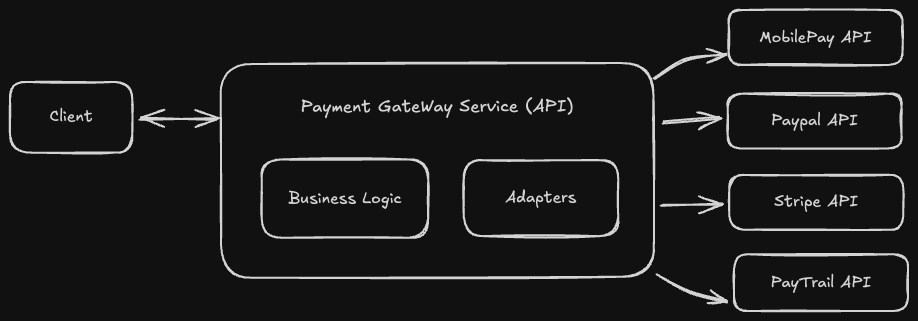 Client
Payment GateWay Service (API)
Business Logic
Adapters
MobilePay API
Paypal API
Stripe API
PayTrail API